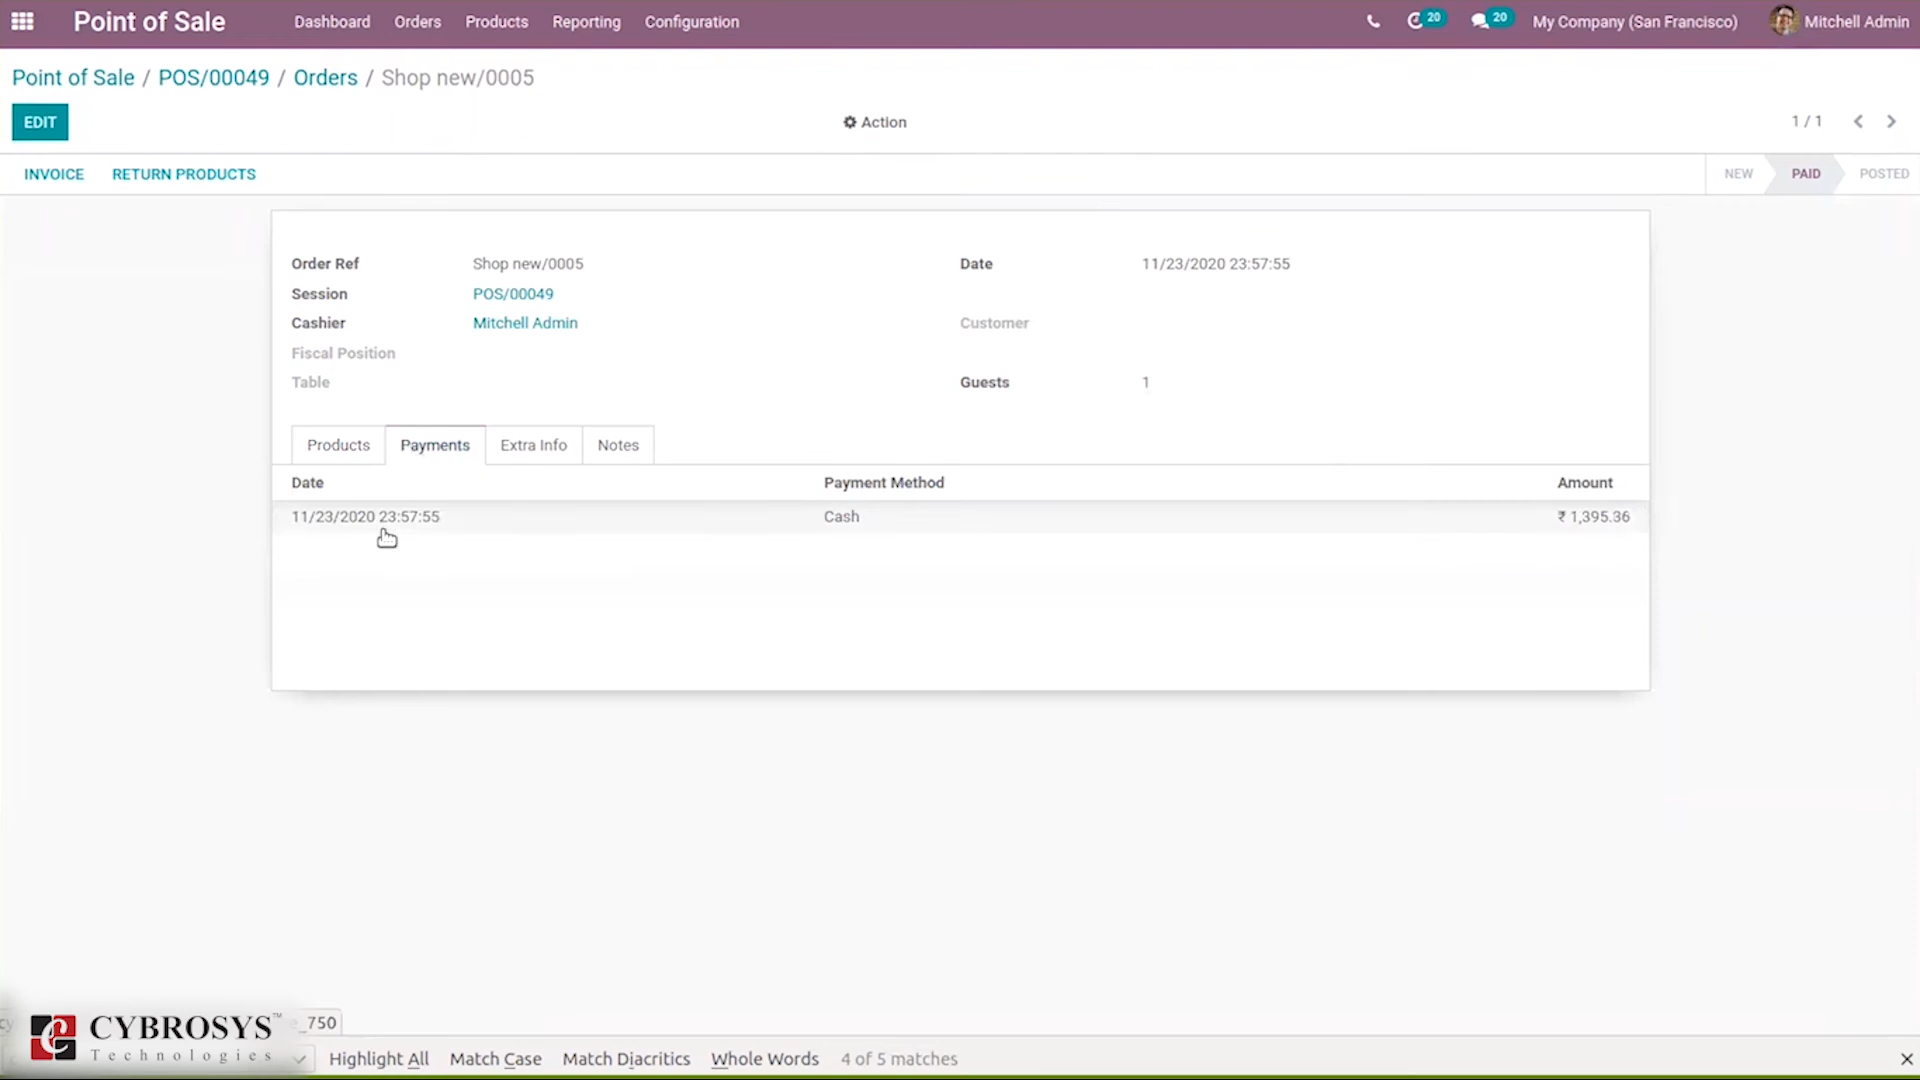 Point of Sale Dashboard Orders Products Reporting Configuration 20 20 My Company (San Francisco) Mitchell Admin
Point of Sale / POS/00049 / Orders / Shop new/0005
EDIT Action 1 / 1
INVOICE RETURN PRODUCTS NEW PAID POSTED
Order Ref Shop new/0005 Date 11/23/2020 23:57:55
Session POS/00049
Cashier Mitchell Admin Customer
Fiscal Position
Table Guests 1
Products Payments Extra Info Notes
Date Payment Method Amount
11/23/2020 23:57:55 Cash ₹ 1,395.36
CYBROSYS™ _750
Technologies
Highlight All Match Case Match Diacritics Whole Words 4 of 5 matches